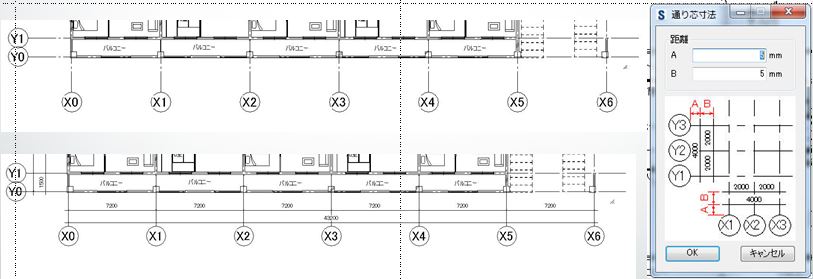 Y1
Y0
バルコニー バルコニー バルコニー バルコニー
X0 X1 X2 X3 X4 X5 X6
Y1
Y0
1500
バルコニー バルコニー バルコニー バルコニー
7200 7200 7200 7200 7200 7200
43200
X0 X1 X2 X3 X4 X5 X6
S 通り芯寸法
距離
A 5 mm
B 5 mm
A B
Y3
2000
Y2
4000
2000
Y1
2000 2000
B
4000
A
X1 X2 X3
OK キャンセル